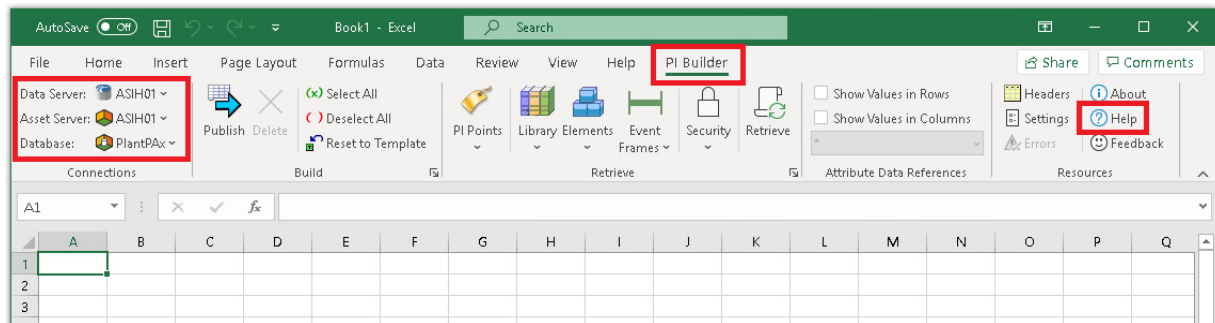 AutoSave Off Book1 - Excel Search
File Home Insert Page Layout Formulas Data Review View Help PI Builder Share Comments
Data Server: ASIH01
Asset Server: ASIH01
Database: PlantPAx
Connections
Publish Delete
(x) Select All
( ) Deselect All
Reset to Template
Build
PI Points Library Elements Event Frames Security Retrieve
Retrieve
Show Values in Rows
Show Values in Columns
*
Attribute Data References
Headers About
Settings Help
Errors Feedback
Resources
A1 fx
A B C D E F G H I J K L M N O P Q
1
2
3